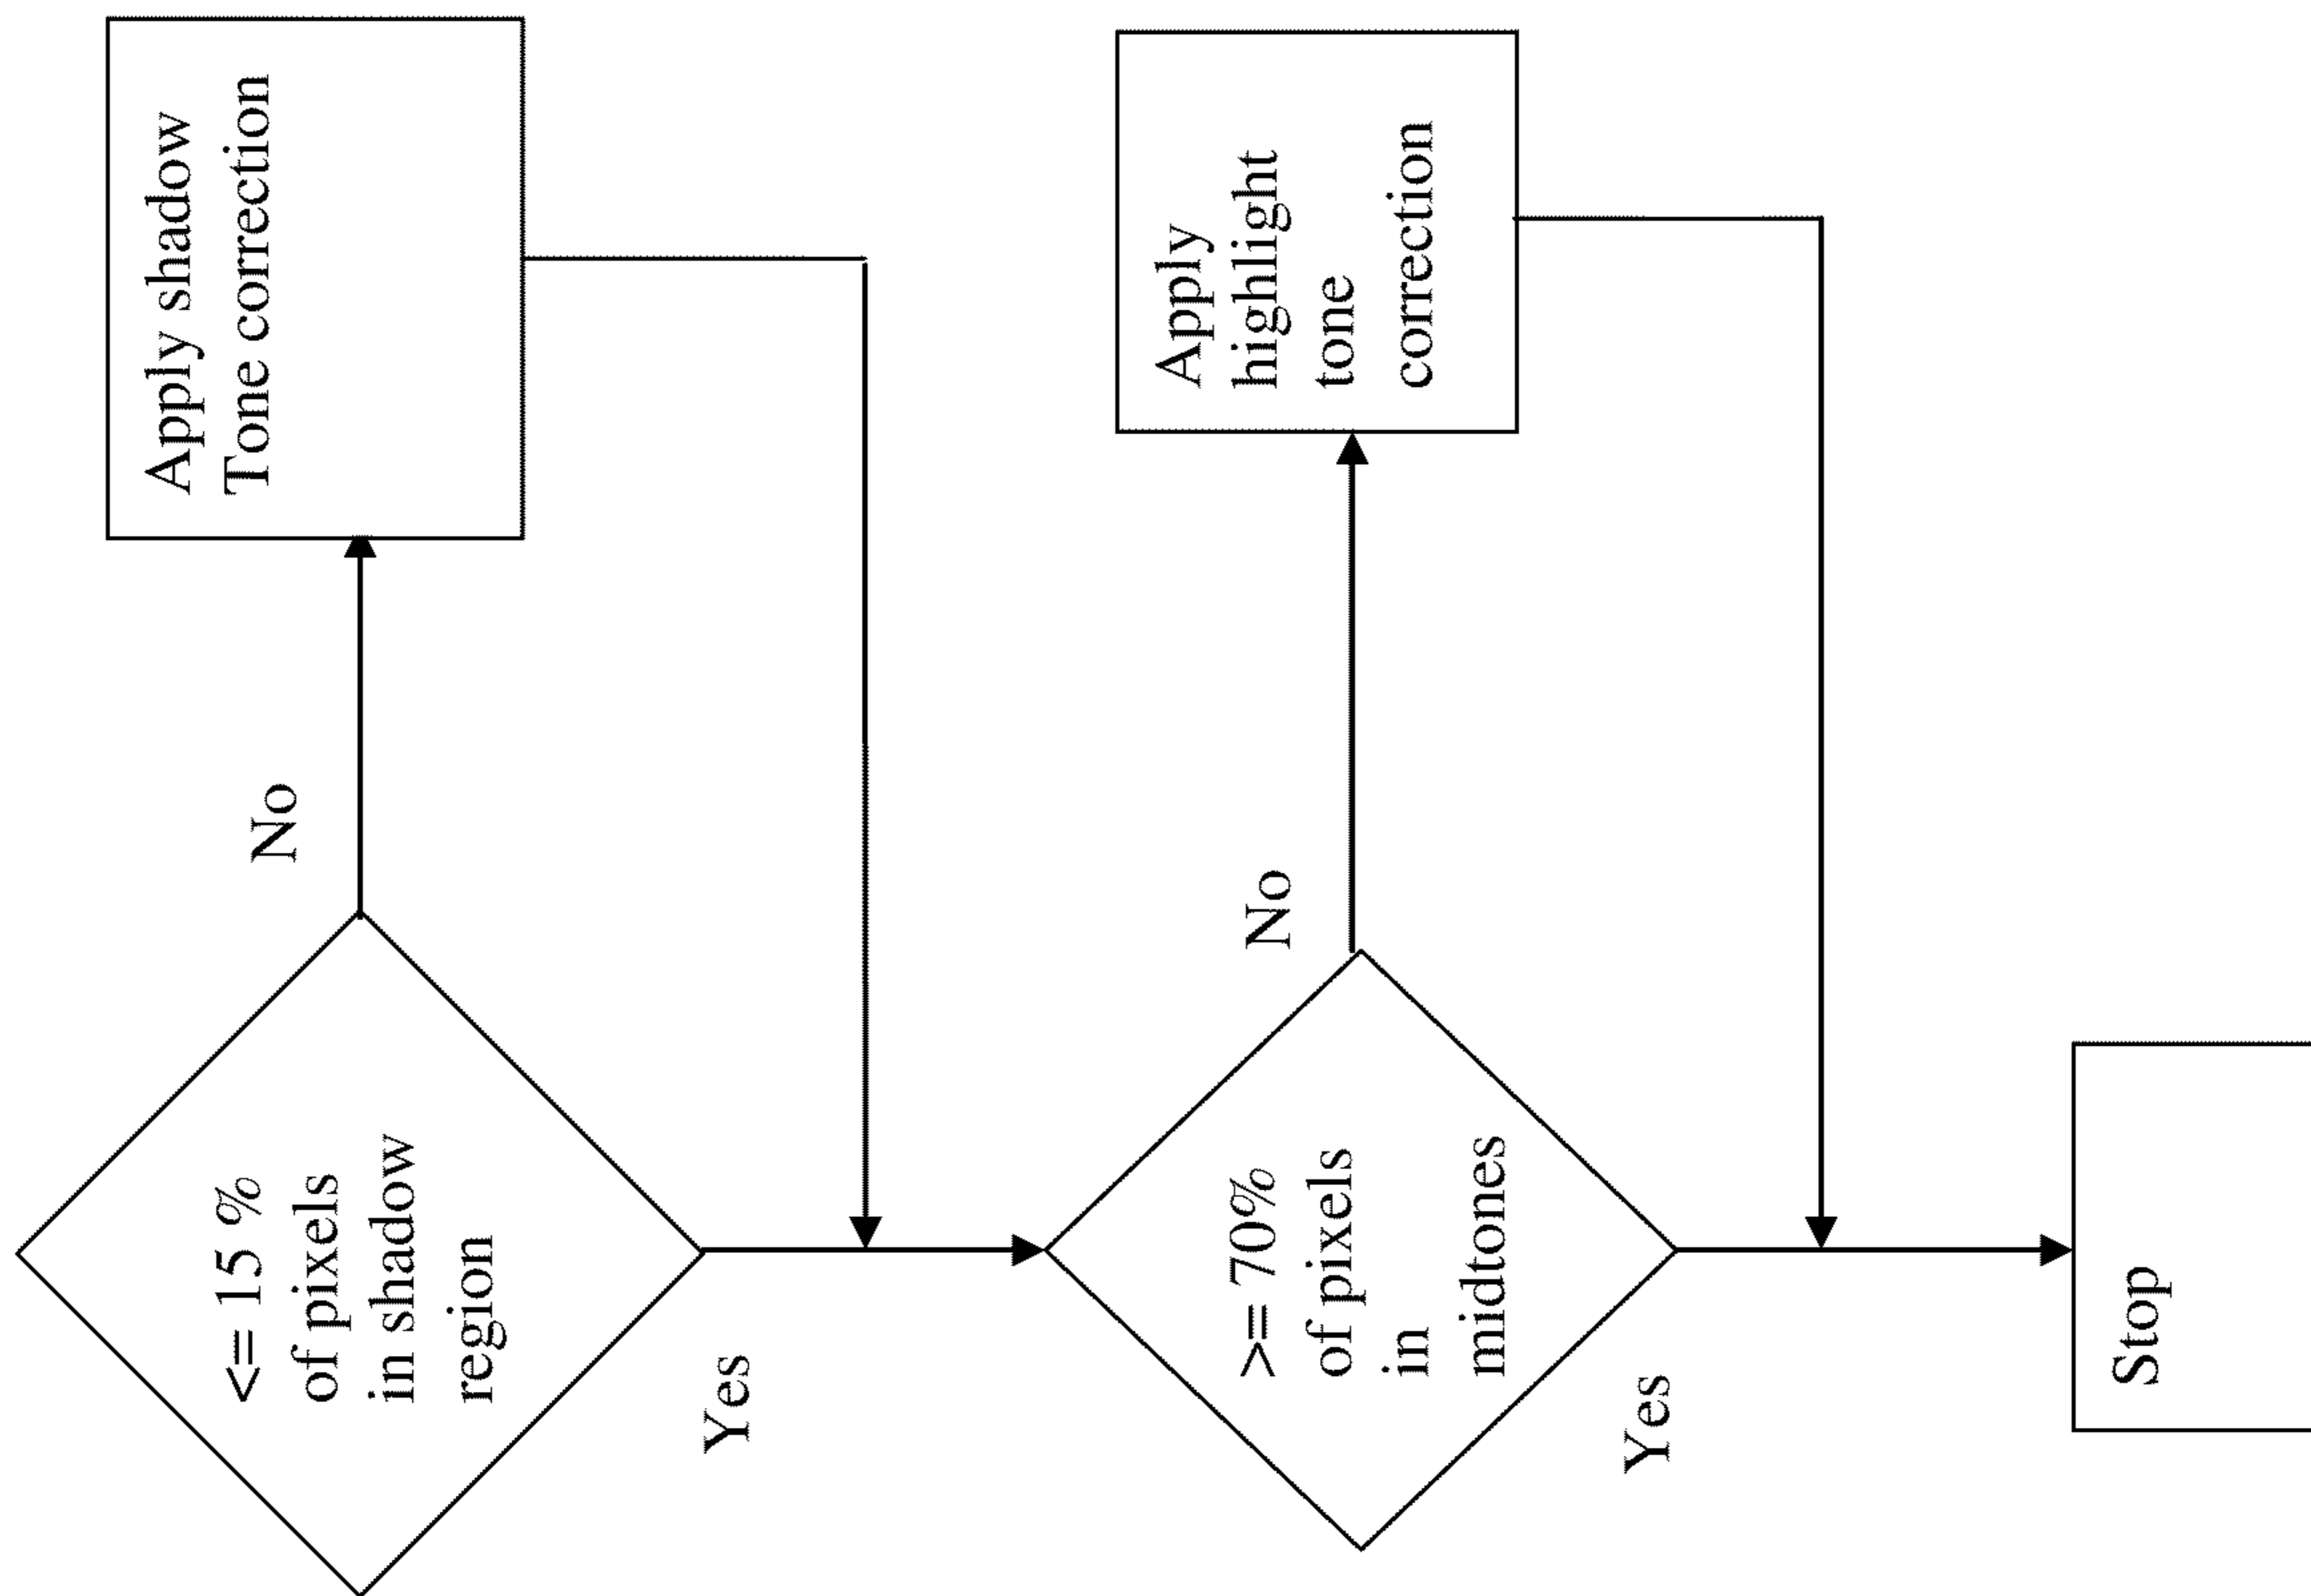 <= 15 %
of pixels
in shadow
region
No
Apply shadow
Tone correction
Yes
>= 70%
of pixels
in
midtones
No
Apply
highlight
tone
correction
Yes
Stop